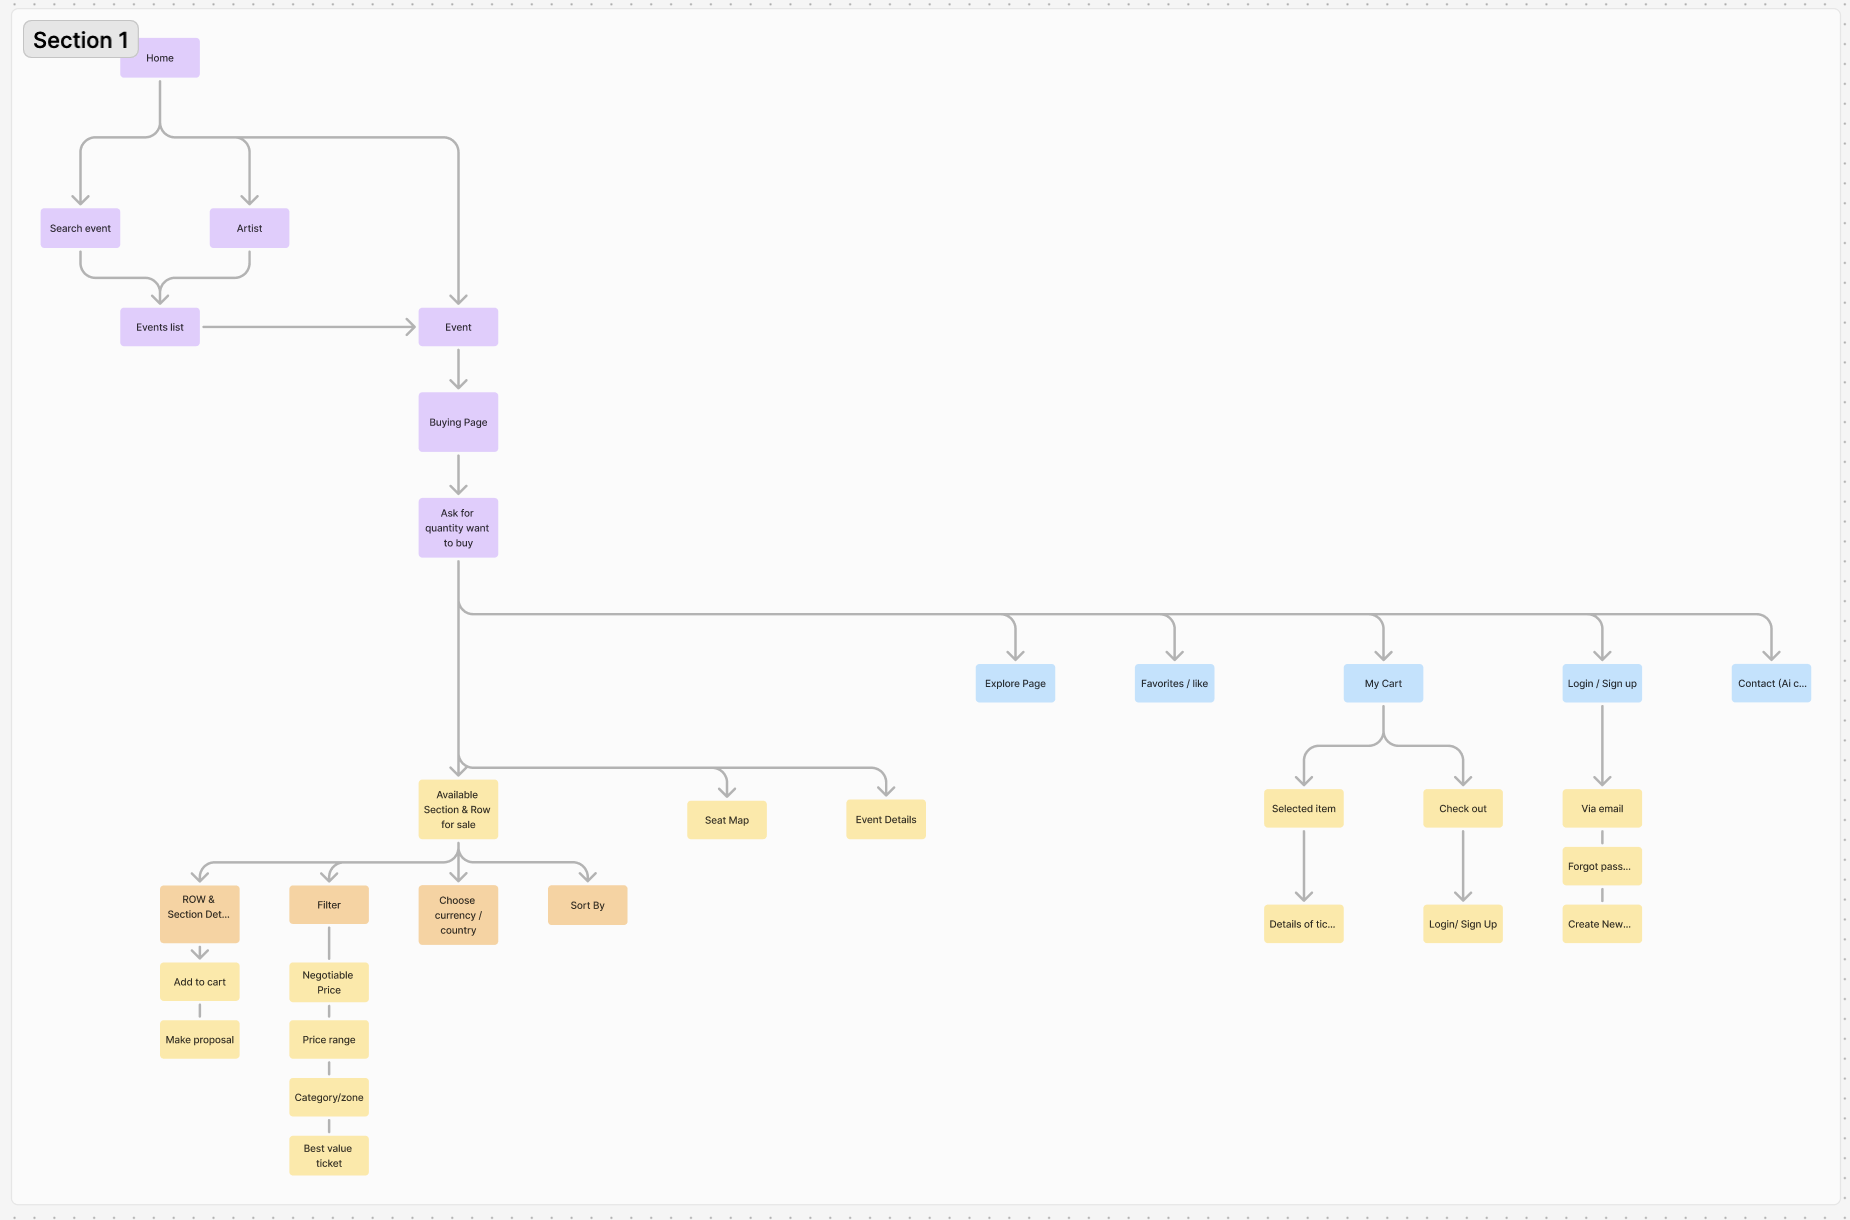 Section 1
Home
Search event
Artist
Events list
Event
Buying Page
Ask for
quantity want
to buy
Explore Page
Favorites / like
My Cart
Login / Sign up
Contact (Ai c...
Available
Section & Row
for sale
Seat Map
Event Details
Selected item
Check out
Via email
Forgot pass...
Details of tic...
Login/ Sign Up
Create New...
ROW &
Section Det...
Filter
Choose
currency /
country
Sort By
Add to cart
Negotiable
Price
Make proposal
Price range
Category/zone
Best value
ticket